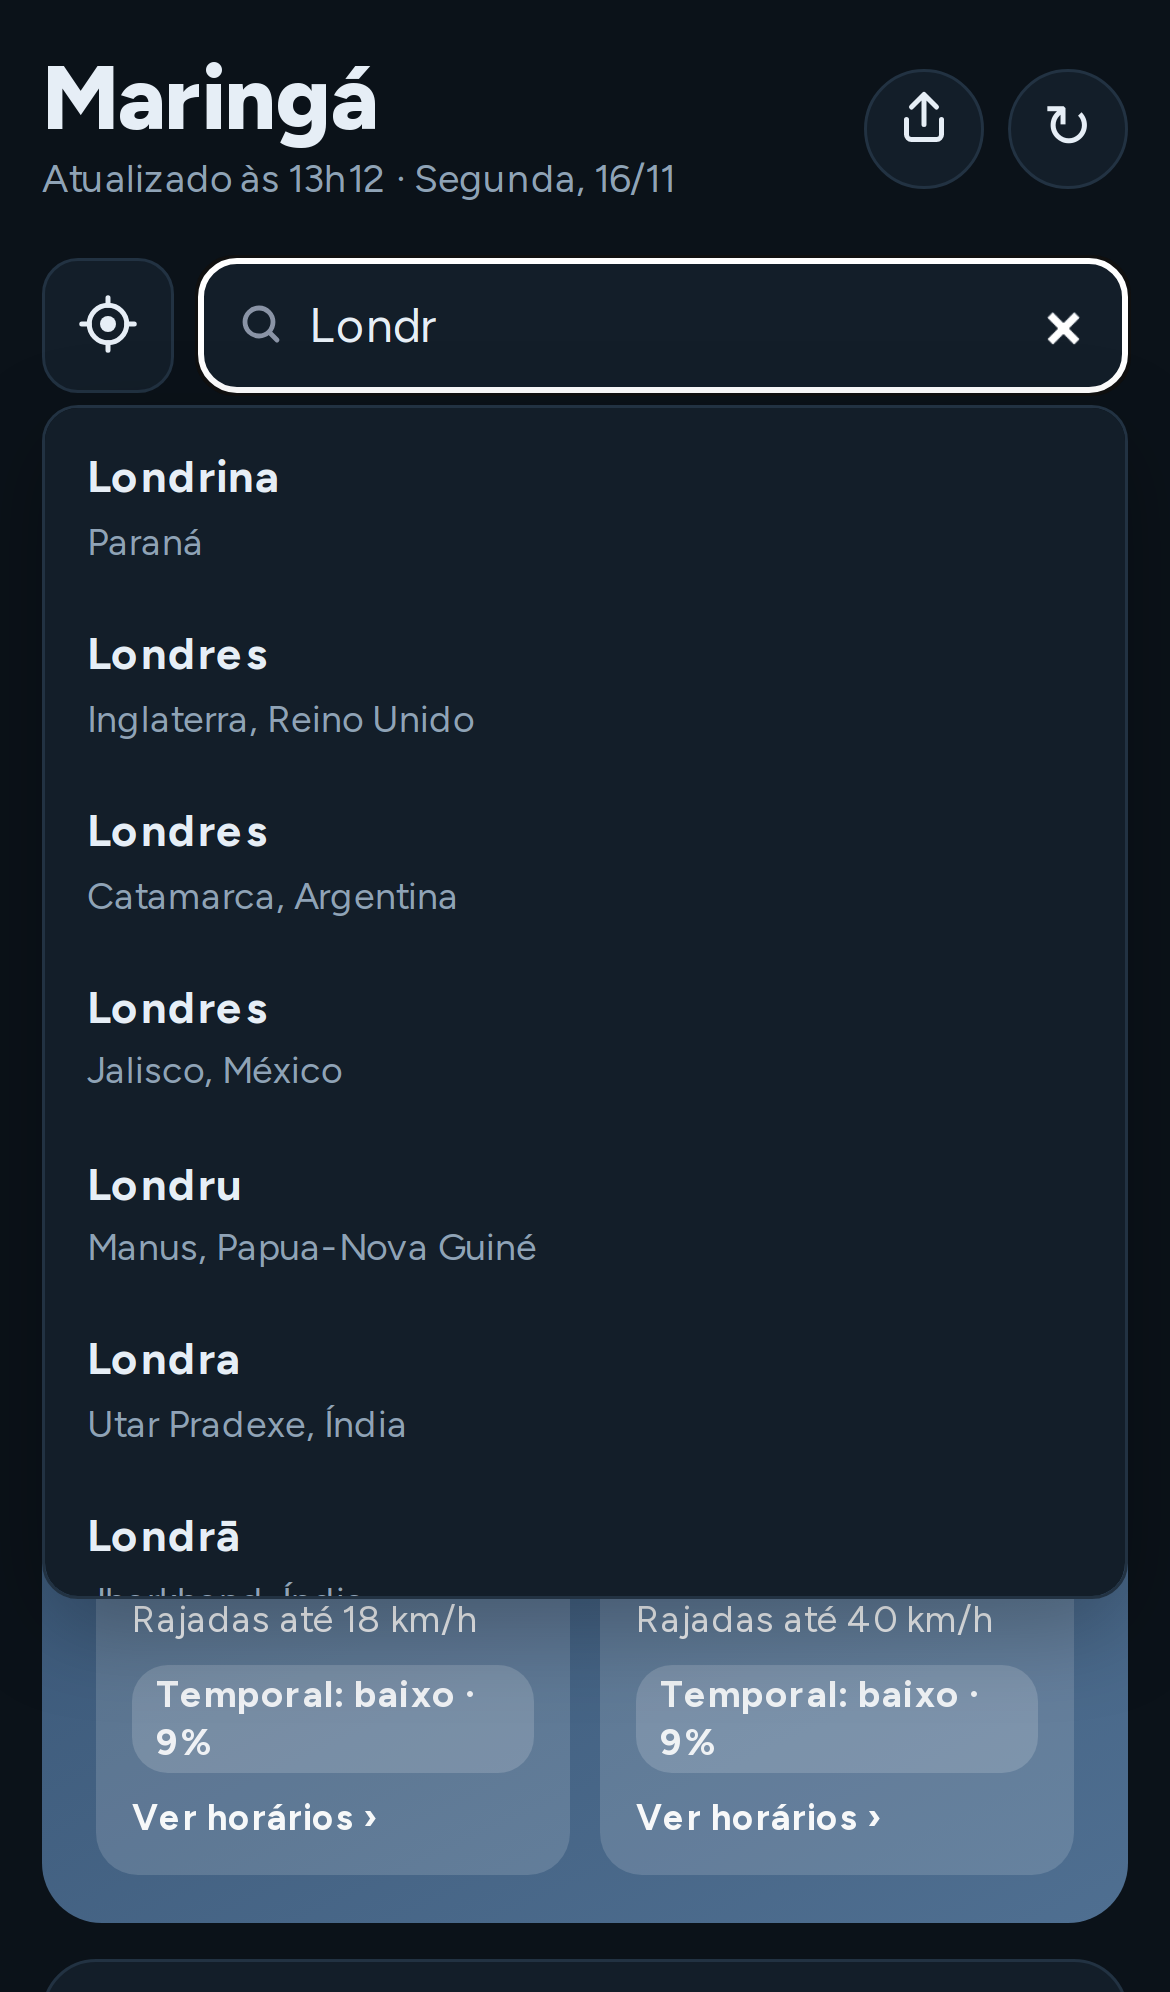 Maringá
Atualizado às 13h12 · Segunda, 16/11
Londr
Londrina
Paraná
Londres
Inglaterra, Reino Unido
Londres
Catamarca, Argentina
Londres
Jalisco, México
Londru
Manus, Papua-Nova Guiné
Londra
Utar Pradexe, Índia
Londrā
Rajadas até 18 km/h
Rajadas até 40 km/h
Temporal: baixo ·
9%
Temporal: baixo ·
9%
Ver horários ›
Ver horários ›